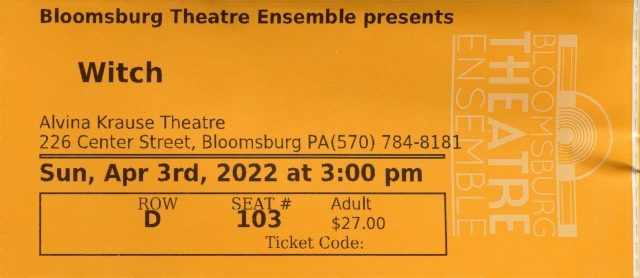 Bloomsburg Theatre Ensemble presents
Witch
Alvina Krause Theatre
226 Center Street, Bloomsburg PA(570) 784-8181
Sun, Apr 3rd, 2022 at 3:00 pm
ROW SEAT # Adult
D 103 $27.00
Ticket Code:
BLOOMSBURG
THEATRE
ENSEMBLE